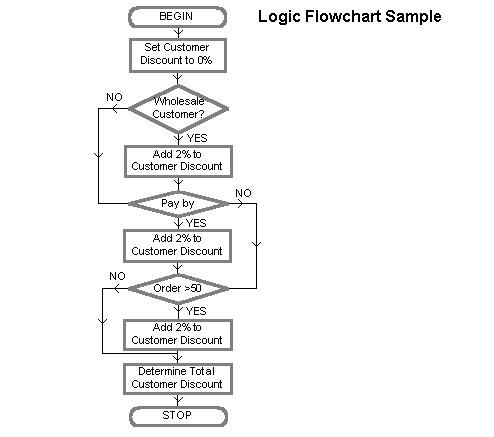 BEGIN
Logic Flowchart Sample
Set Customer
Discount to 0%
NO
Wholesale
Customer?
YES
Add 2% to
Customer Discount
NO
Pay by
YES
Add 2% to
Customer Discount
NO
Order >50
YES
Add 2% to
Customer Discount
Determine Total
Customer Discount
STOP